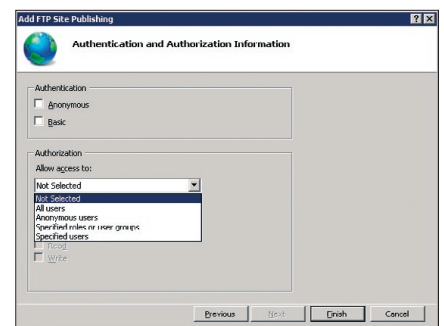 Add FTP Site Publishing
Authentication and Authorization Information
Authentication
Anonymous
Basic
Authorization
Allow access to:
Not Selected
Not Selected
All users
Anonymous users
Specified roles or user groups
Specified users
Read
Write
Previous
Next
Finish
Cancel